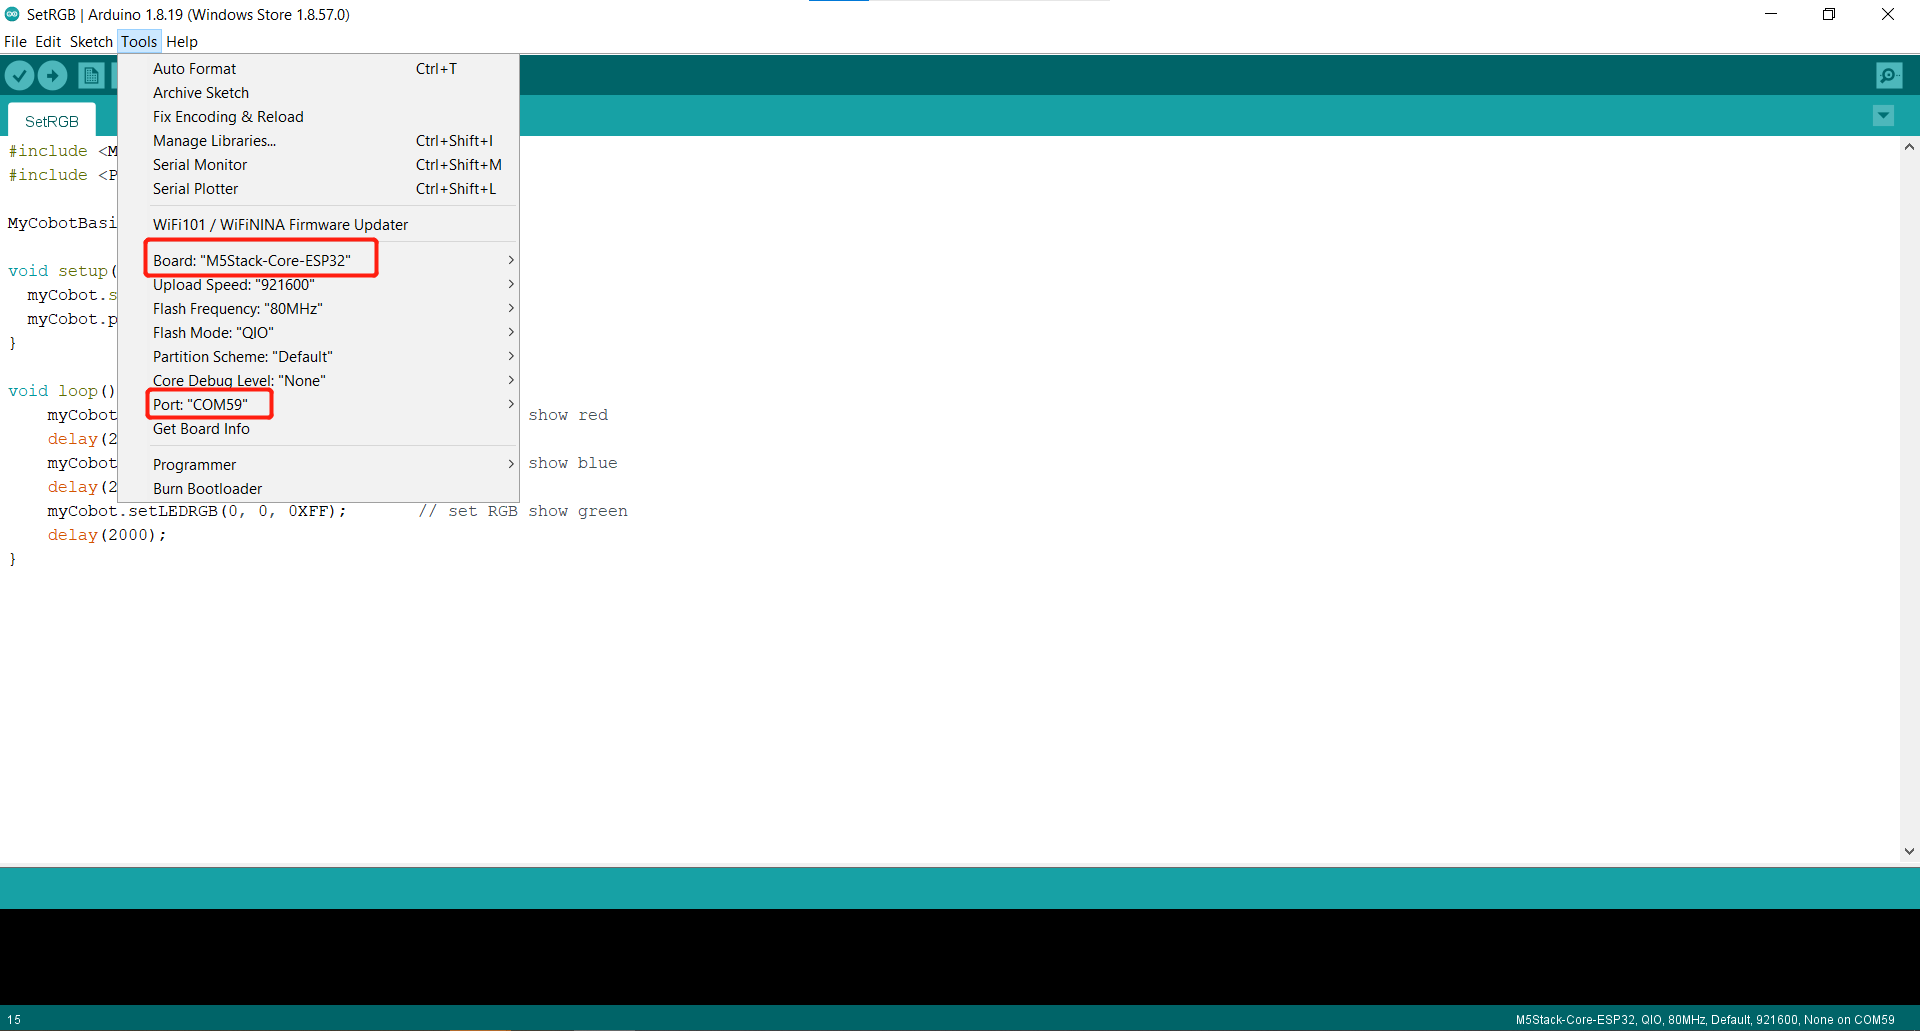 SetRGB | Arduino 1.8.19 (Windows Store 1.8.57.0)
File Edit Sketch Tools Help
Auto Format Ctrl+T
Archive Sketch
Fix Encoding & Reload
Manage Libraries... Ctrl+Shift+I
Serial Monitor Ctrl+Shift+M
Serial Plotter Ctrl+Shift+L
WiFi101 / WiFiNINA Firmware Updater
Board: "M5Stack-Core-ESP32"
Upload Speed: "921600"
Flash Frequency: "80MHz"
Flash Mode: "QIO"
Partition Scheme: "Default"
Core Debug Level: "None"
Port: "COM59"
Get Board Info
Programmer
Burn Bootloader
SetRGB
#include <M
#include <P
MyCobotBasi
void setup(
myCobot.s
myCobot.p
}
void loop()
myCobot show red
delay(2
myCobot show blue
delay(2
myCobot.setLEDRGB(0, 0, 0XFF); // set RGB show green
delay(2000);
}
15
M5Stack-Core-ESP32, QIO, 80MHz, Default, 921600, None on COM59